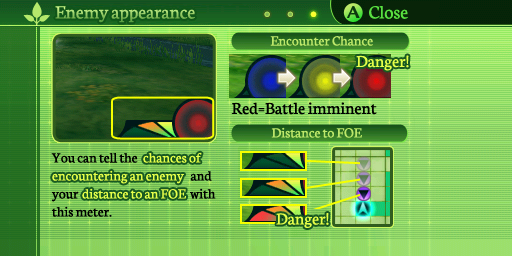 Enemy appearance
A Close
Encounter Chance
Danger!
Red=Battle imminent
Distance to FOE
You can tell the chances of
encountering an enemy and
your distance to an FOE with
this meter.
Danger!